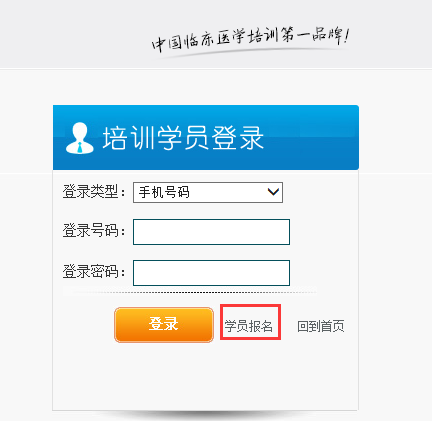 中国临床医学培训第一品牌!
培训学员登录
登录类型：手机号码
登录号码：
登录密码：
登录 学员报名 回到首页